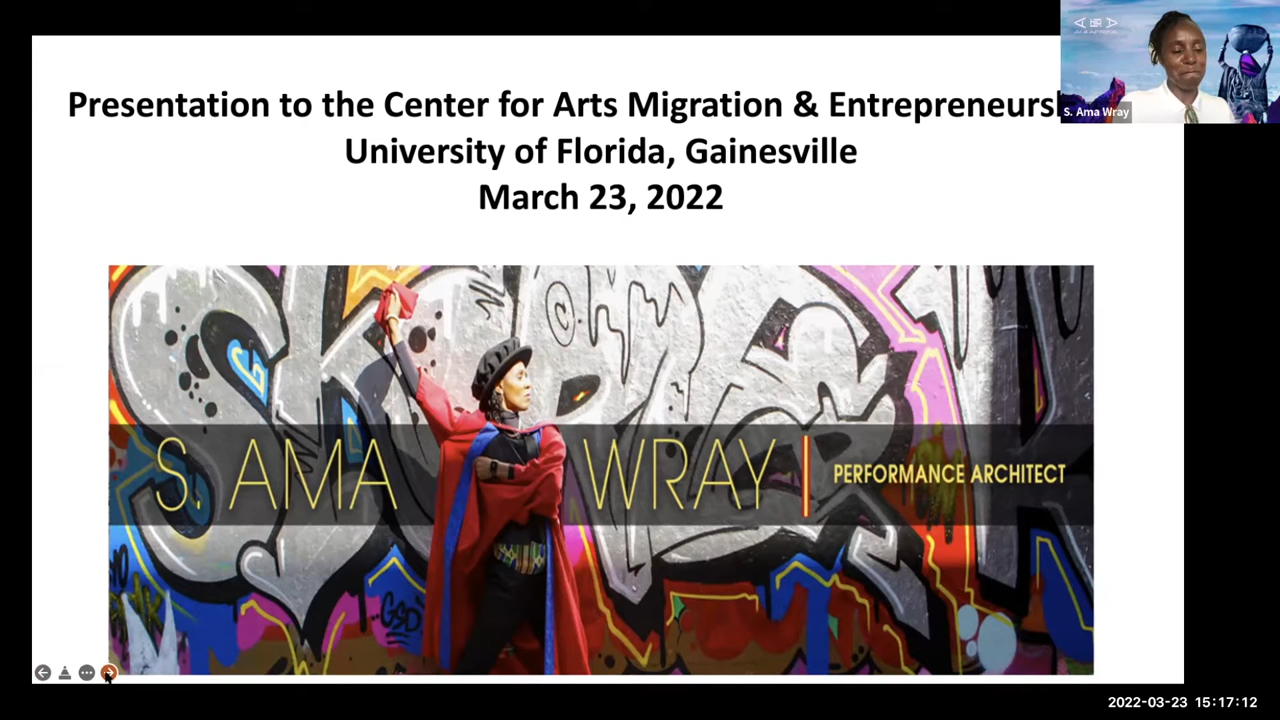 Presentation to the Center for Arts Migration & Entrepreneurs
University of Florida, Gainesville
March 23, 2022
S. Ama Wray
S. AMA WRAY | PERFORMANCE ARCHITECT
2022-03-23 15:17:12